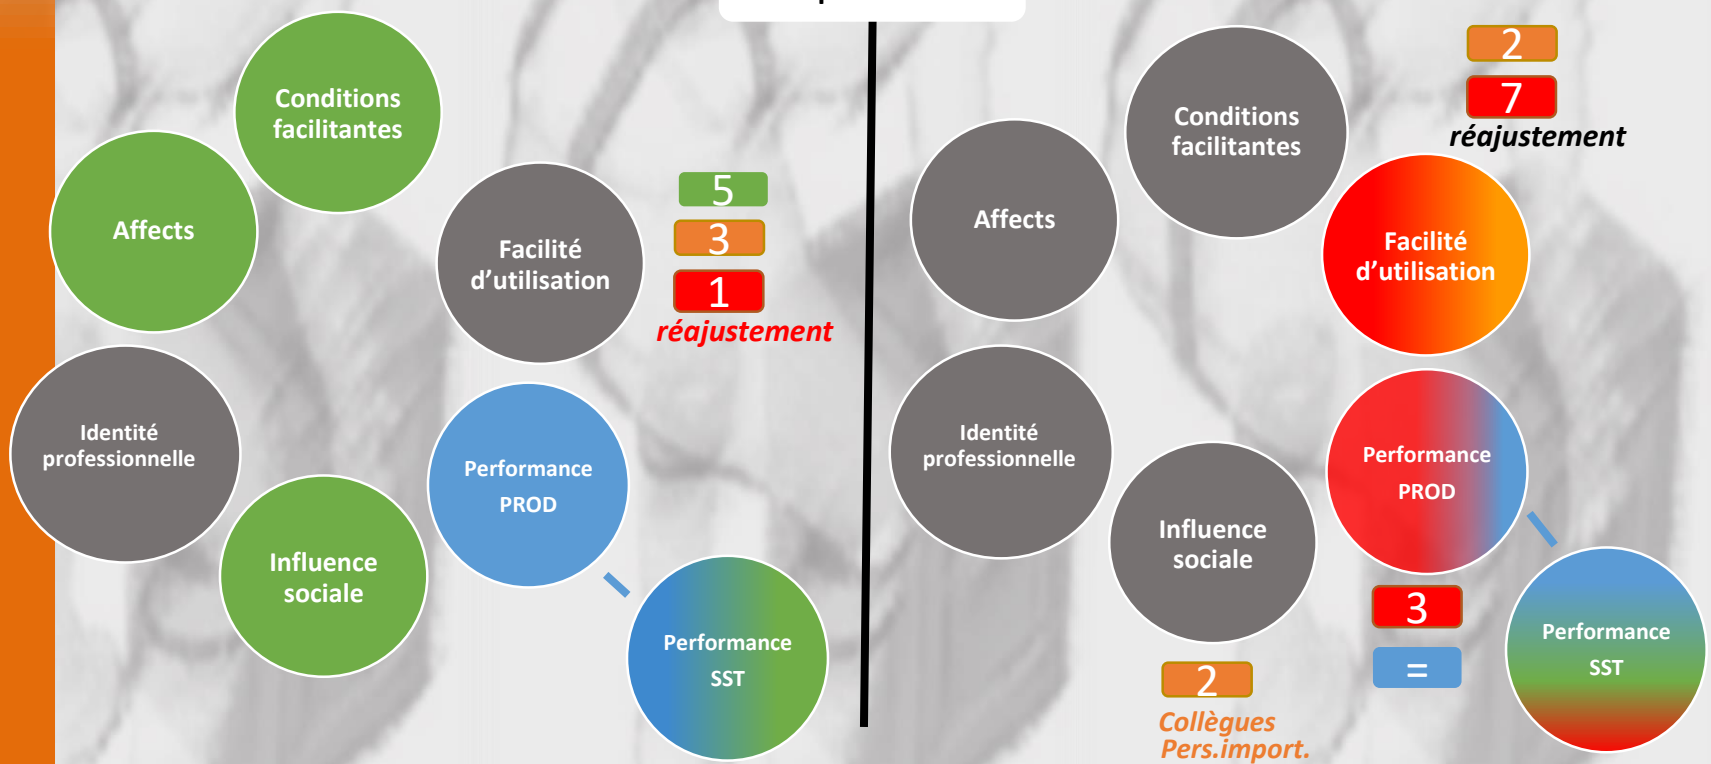 Conditions
facilitantes
Affects
Facilité
d'utilisation
5
3
1
réajustement
Identité
professionnelle
Performance
PROD
Influence
sociale
Performance
SST
Conditions
facilitantes
2
7
réajustement
Affects
Facilité
d'utilisation
Identité
professionnelle
Performance
PROD
Influence
sociale
3
=
Performance
SST
2
Collègues
Pers.import.